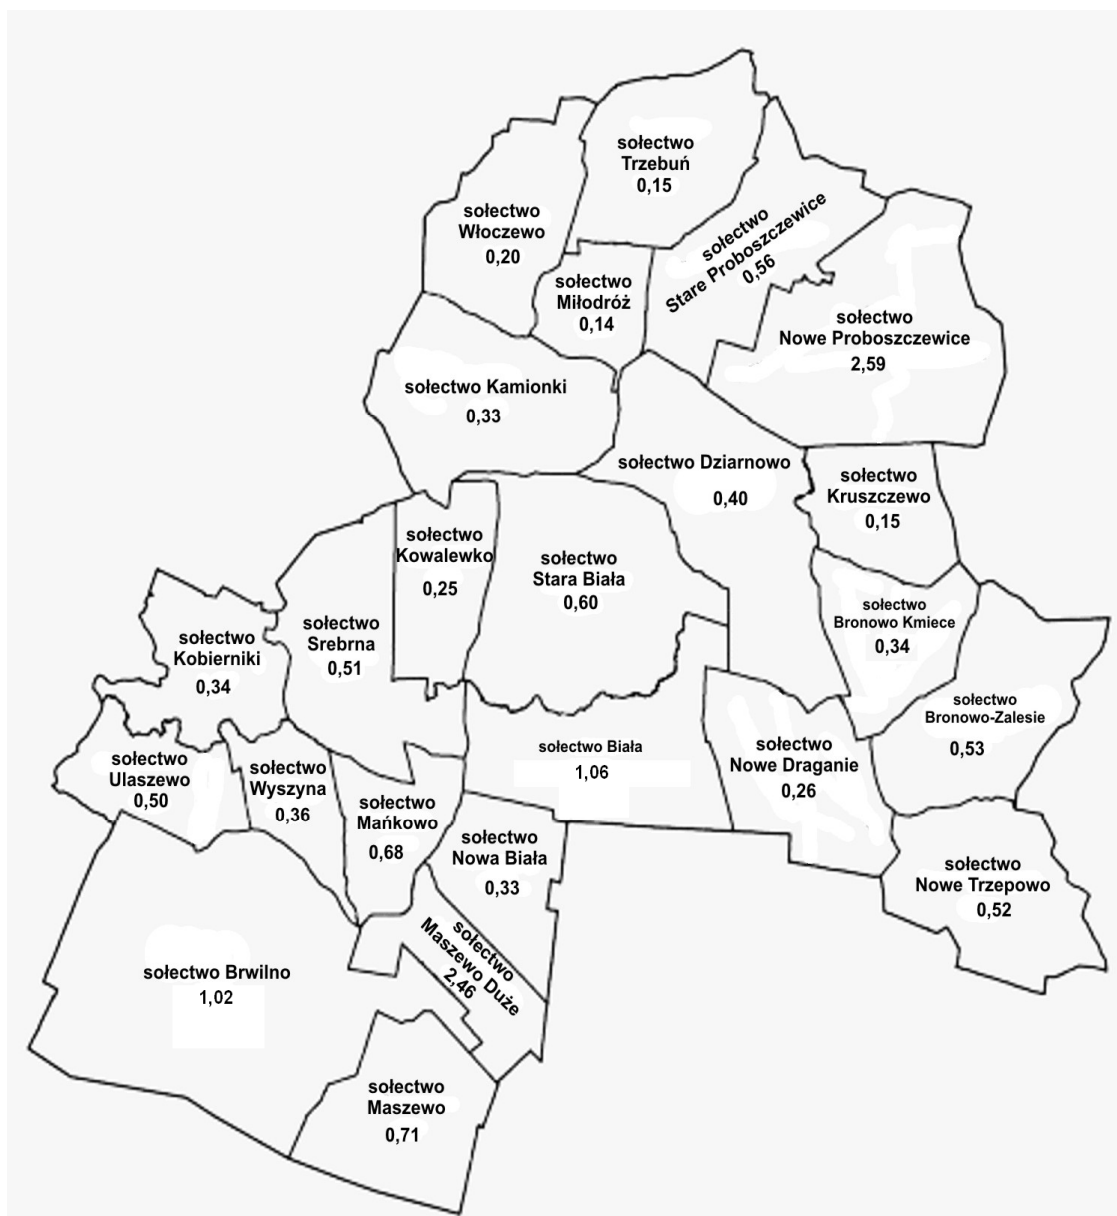 sołectwo
Trzebuń
0,15
sołectwo
Włoczewo
0,20
sołectwo
Stare Proboszczewice
0,56
sołectwo
Miłodróż
0,14
sołectwo
Nowe Proboszczewice
2,59
sołectwo Kamionki
0,33
sołectwo Dziarnowo
0,40
sołectwo
Kruszczewo
0,15
sołectwo
Kowalewko
0,25
sołectwo
Stara Biała
0,60
sołectwo
Bronowo Kmiece
0,34
sołectwo
Srebrna
0,51
sołectwo
Kobierniki
0,34
sołectwo
Bronowo-Zalesie
0,53
sołectwo Biała
1,06
sołectwo
Nowe Draganie
0,26
sołectwo
Ulaszewo
0,50
sołectwo
Wyszyna
0,36
sołectwo
Mańkowo
0,68
sołectwo
Nowa Biała
0,33
sołectwo
Nowe Trzepowo
0,52
sołectwo
Maszewo Duże
2,46
sołectwo Brwilno
1,02
sołectwo
Maszewo
0,71